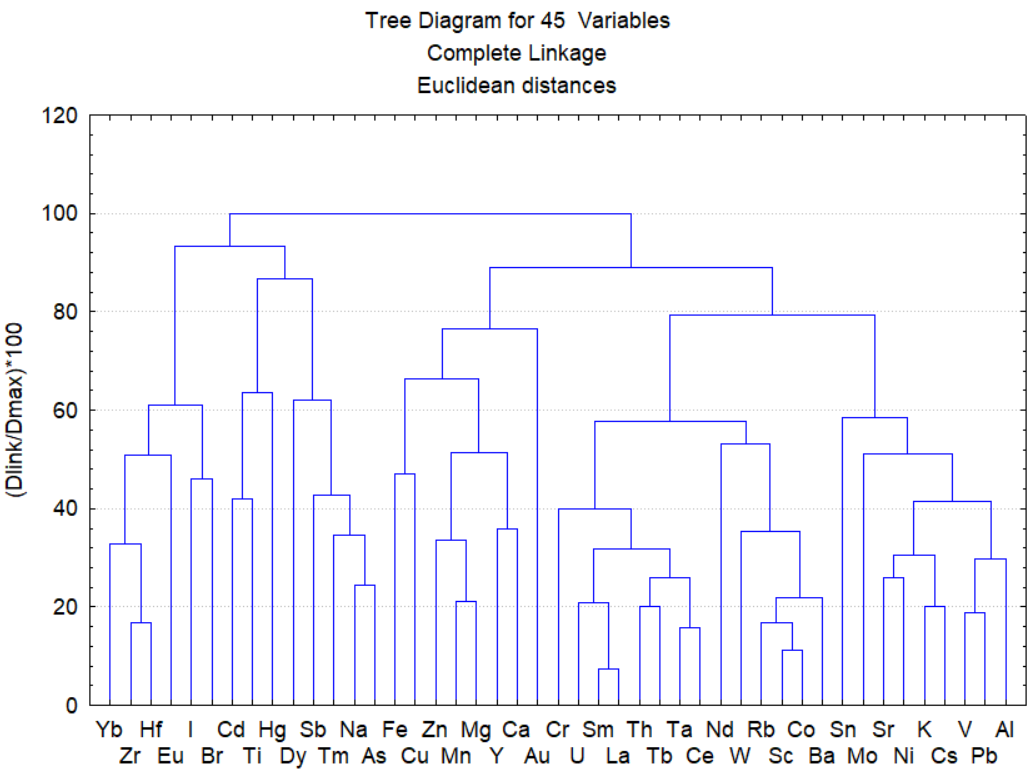 Tree Diagram for 45 Variables
Complete Linkage
Euclidean distances
120
100
80
60
40
20
0
(Dlink/Dmax)*100
Yb Hf I Cd Hg Sb Na Fe Zn Mg Ca Cr Sm Th Ta Nd Rb Co Sn Sr K V Al
Zr Eu Br Ti Dy Tm As Cu Mn Y Au U La Tb Ce W Sc Ba Mo Ni Cs Pb